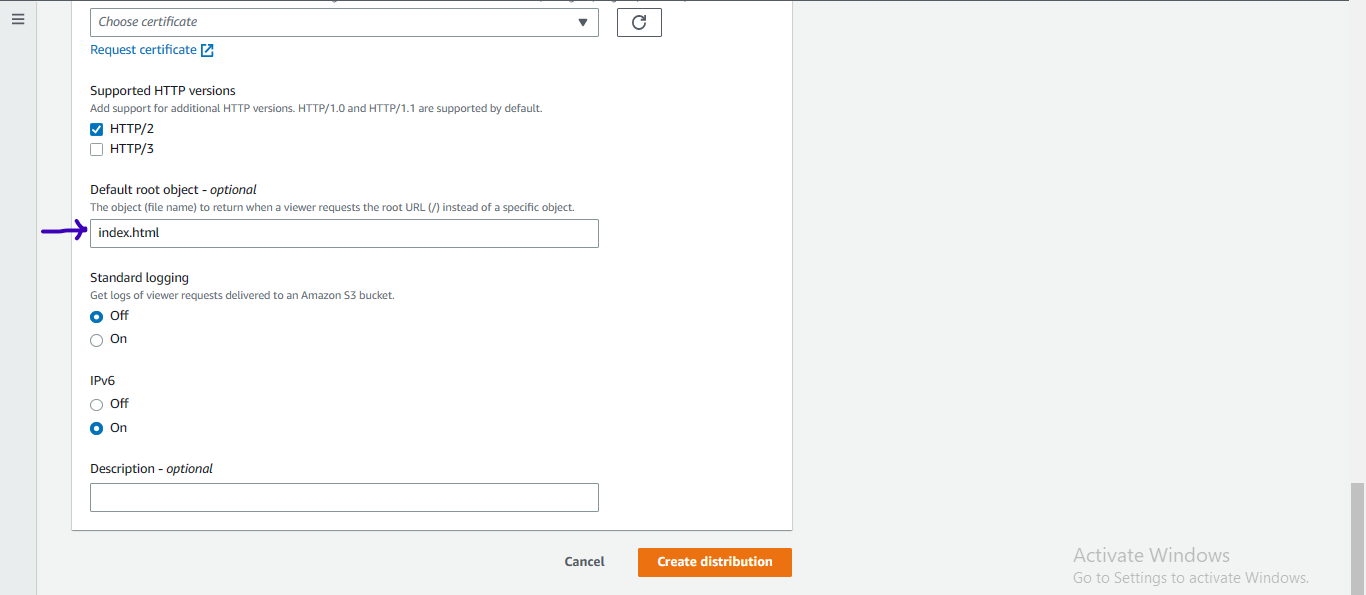 Choose certificate
Request certificate
Supported HTTP versions
Add support for additional HTTP versions. HTTP/1.0 and HTTP/1.1 are supported by default.
HTTP/2
HTTP/3
Default root object - optional
The object (file name) to return when a viewer requests the root URL (/) instead of a specific object.
index.html
Standard logging
Get logs of viewer requests delivered to an Amazon S3 bucket.
Off
On
IPv6
Off
On
Description - optional
Cancel
Create distribution
Activate Windows
Go to Settings to activate Windows.